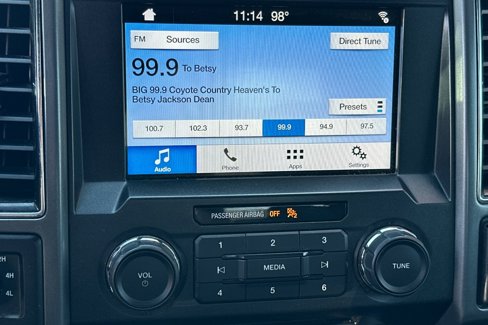 11:14 98°
FM Sources
Direct Tune
99.9 To Betsy
BIG 99.9 Coyote Country Heaven's To
Betsy Jackson Dean
Presets
100.7 102.3 93.7 99.9 94.9 97.5
Audio Phone Apps Settings
PASSENGER AIRBAG OFF
1 2 3
VOL MEDIA TUNE
4 5 6
2H
4H
4L